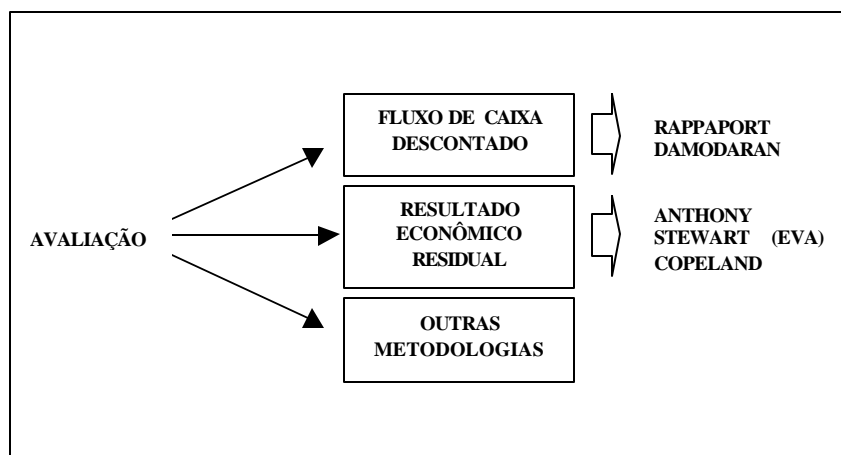 FLUXO DE CAIXA
DESCONTADO
RAPPAPORT
DAMODARAN
AVALIAÇÃO
RESULTADO
ECONÔMICO
RESIDUAL
ANTHONY
STEWART (EVA)
COPELAND
OUTRAS
METODOLOGIAS